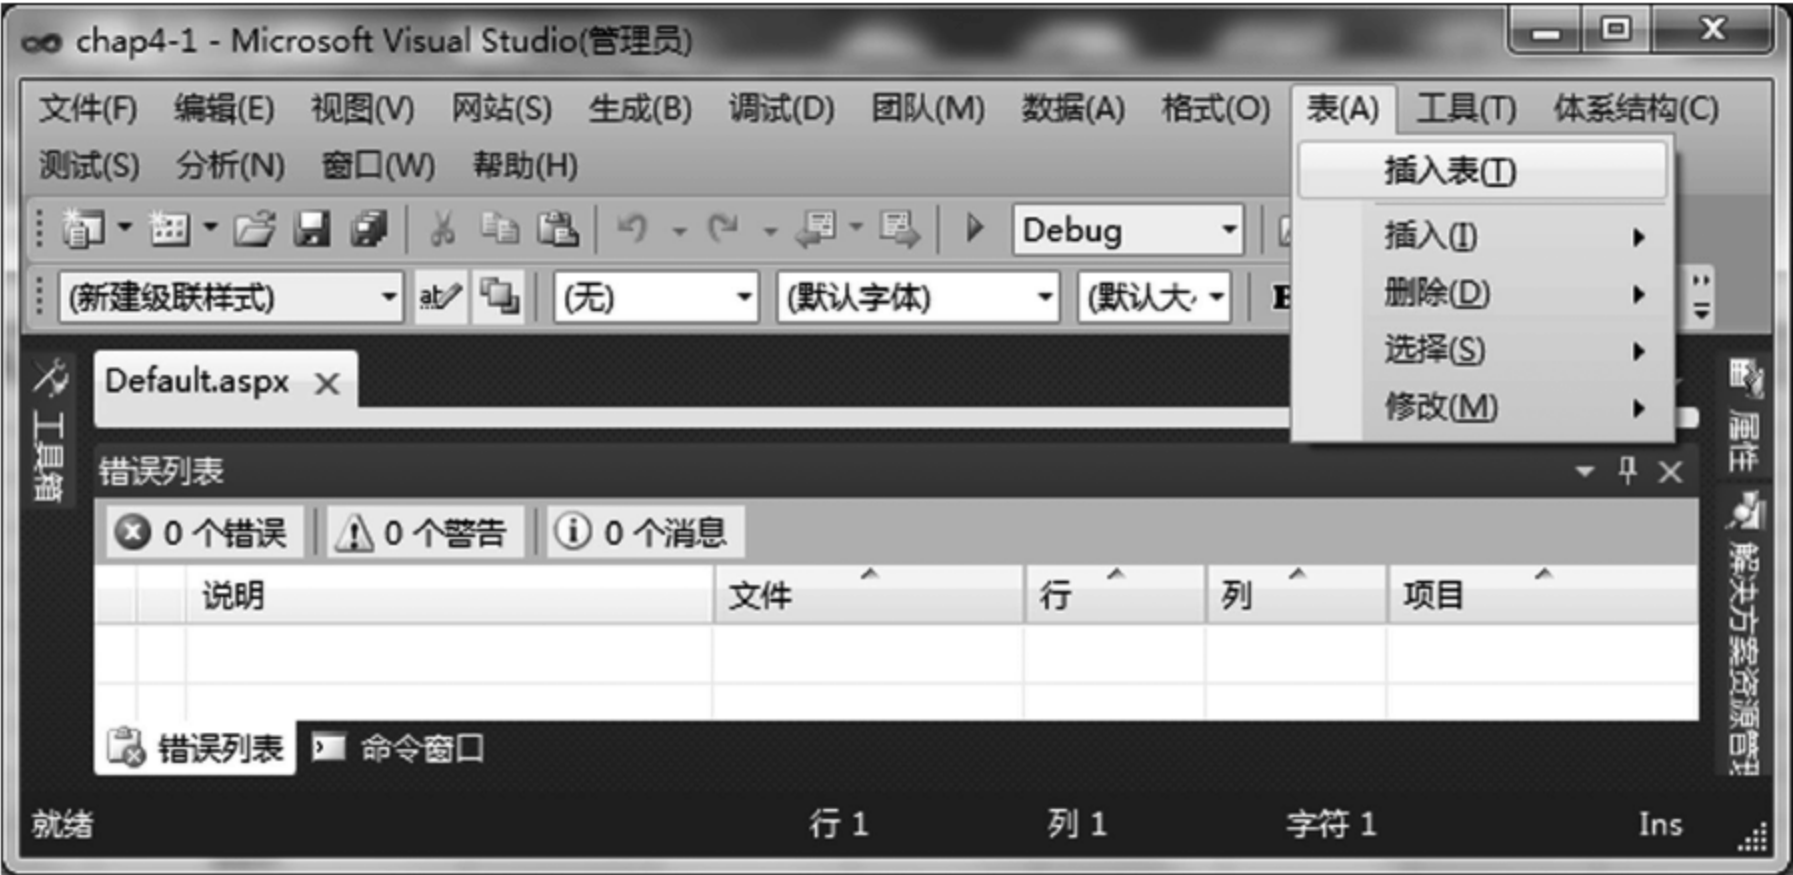 chap4-1 - Microsoft Visual Studio(管理员)
文件(F) 编辑(E) 视图(V) 网站(S) 生成(B) 调试(D) 团队(M) 数据(A) 格式(O) 表(A) 工具(T) 体系结构(C)
测试(S) 分析(N) 窗口(W) 帮助(H)
插入表(T)
插入(I)
删除(D)
选择(S)
修改(M)
Debug
(新建级联样式) (无) (默认字体) (默认大 B
工具箱
Default.aspx
属性
解决方案资源管理
错误列表
0 个错误 0 个警告 0 个消息
说明 文件 行 列 项目
错误列表 命令窗口
就绪 行 1 列 1 字符 1 Ins